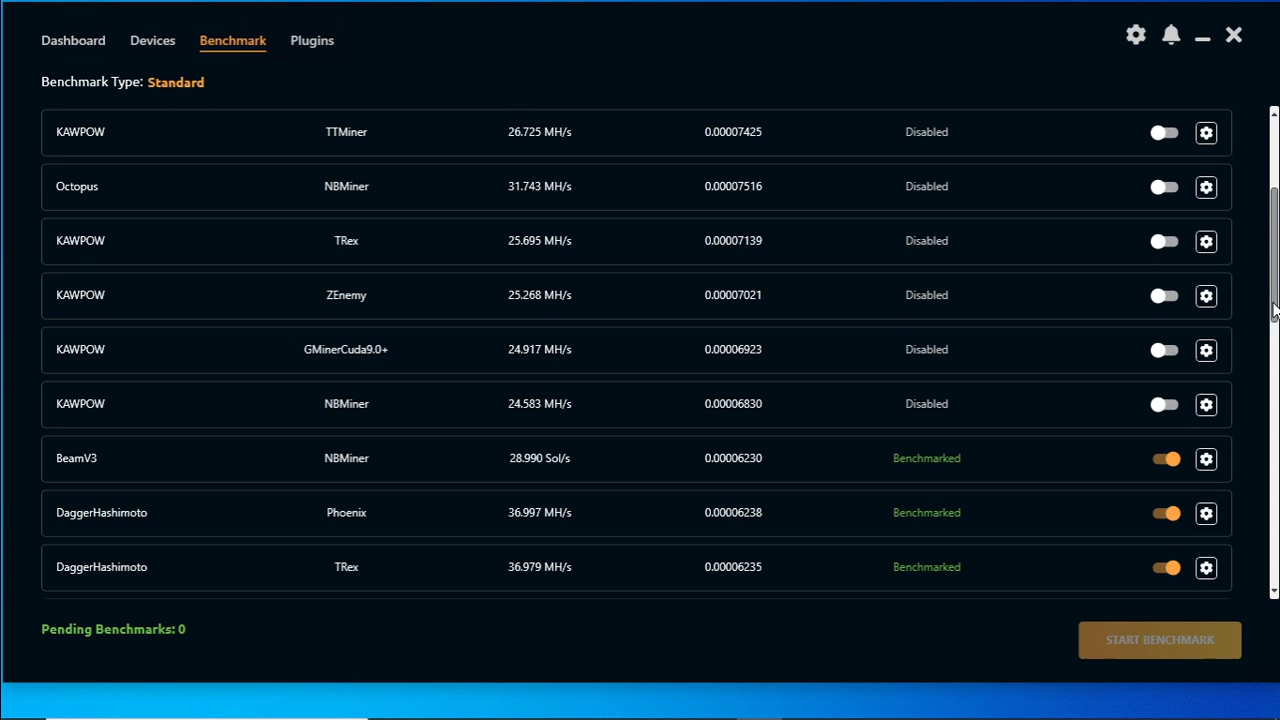 Dashboard Devices Benchmark Plugins
Benchmark Type: Standard
KAWPOW TTMiner 26.725 MH/s 0.00007425 Disabled
Octopus NBMiner 31.743 MH/s 0.00007516 Disabled
KAWPOW TRex 25.695 MH/s 0.00007139 Disabled
KAWPOW ZEnemy 25.268 MH/s 0.00007021 Disabled
KAWPOW GMinerCuda9.0+ 24.917 MH/s 0.00006923 Disabled
KAWPOW NBMiner 24.583 MH/s 0.00006830 Disabled
BeamV3 NBMiner 28.990 Sol/s 0.00006230 Benchmarked
DaggerHashimoto Phoenix 36.997 MH/s 0.00006238 Benchmarked
DaggerHashimoto TRex 36.979 MH/s 0.00006235 Benchmarked
Pending Benchmarks: 0
START BENCHMARK